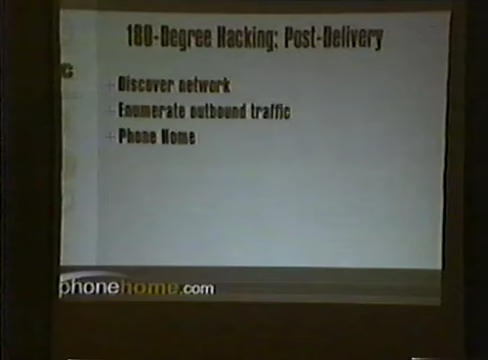 180-Degree Hacking; Post-Delivery
Discover network
Enumerate outbound traffic
Phone Home
phonehome.com